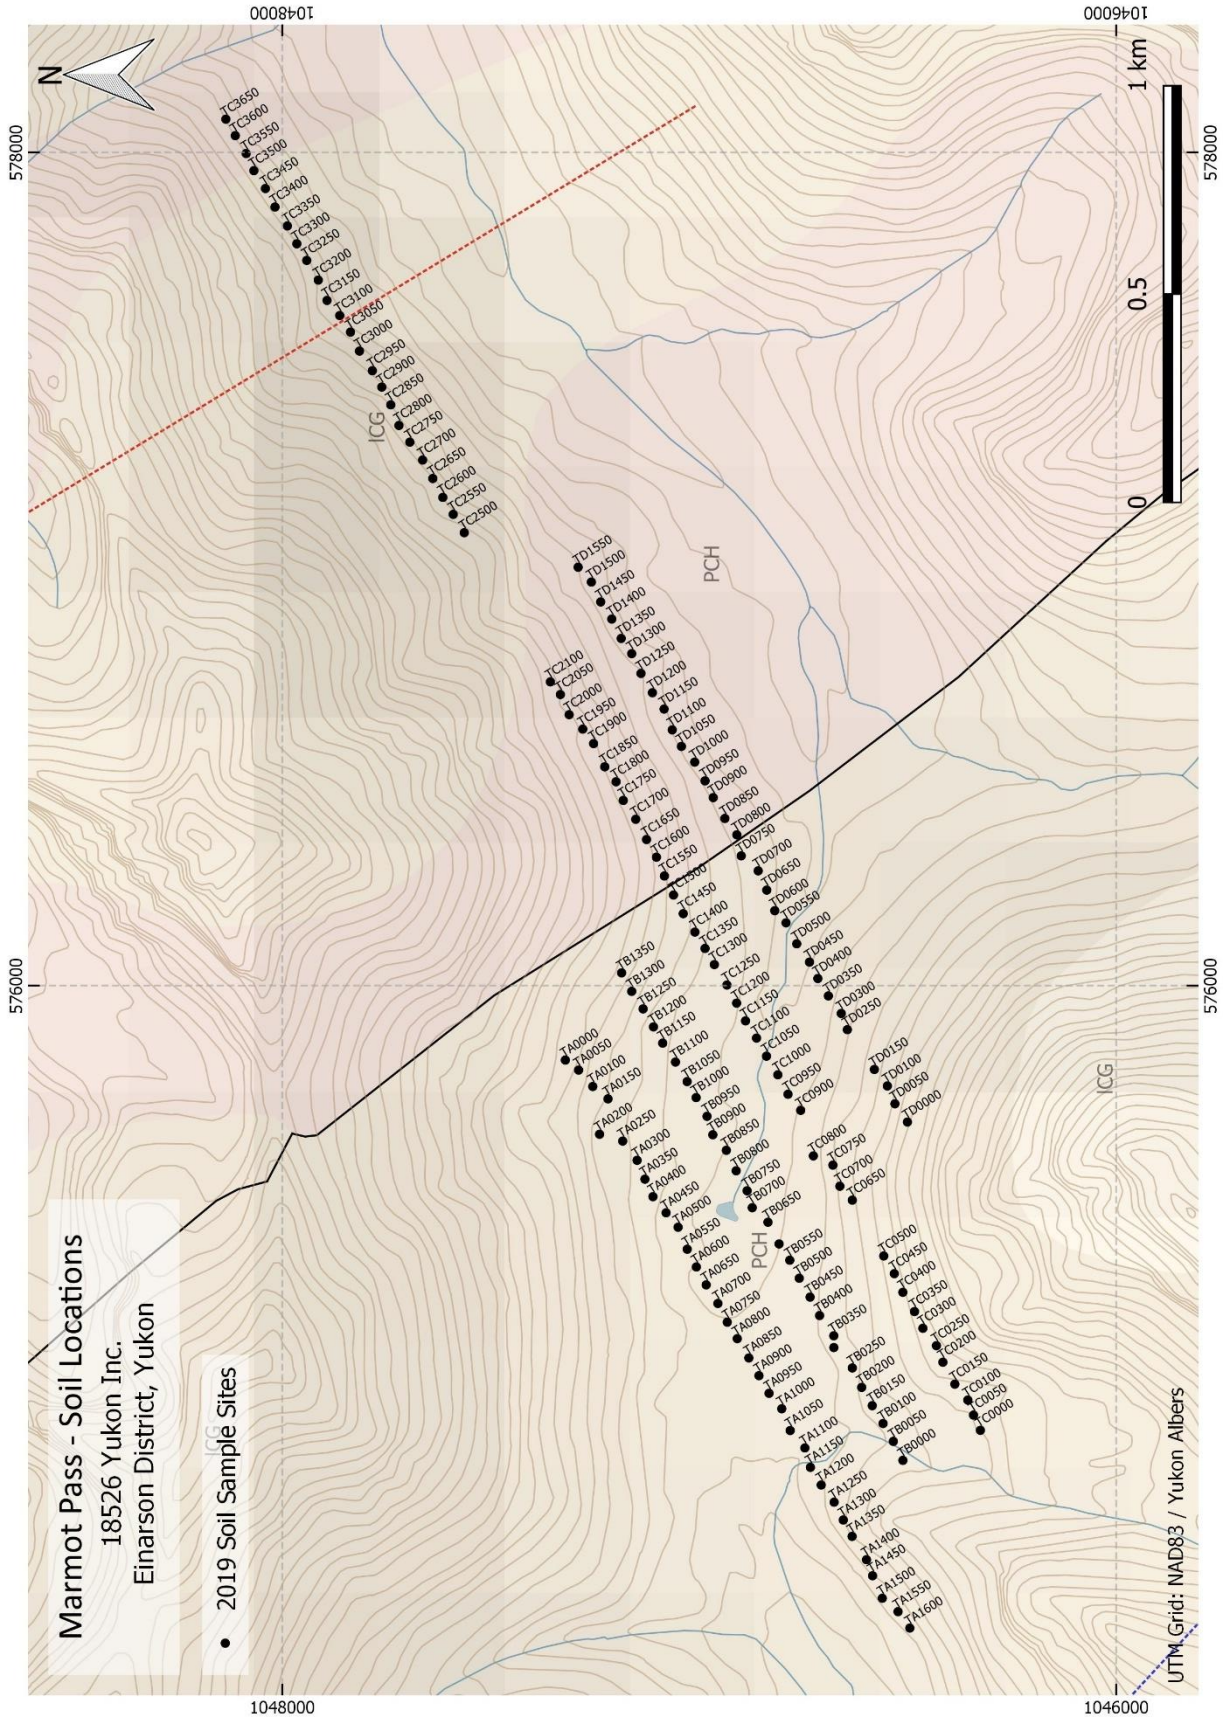 Marmot Pass - Soil Locations
18526 Yukon Inc.
Einarson District, Yukon
ICG
2019 Soil Sample Sites
N
576000
578000
1048000
1048000
1046000
1046000
576000
578000
TC3650
TC3600
TC3550
TC3500
TC3450
TC3400
TC3350
TC3300
TC3250
TC3200
TC3150
TC3100
TC3050
TC3000
TC2950
TC2900
TC2850
TC2800
TC2750
TC2700
TC2650
TC2600
TC2550
TC2500
ICG
TD1550
TD1500
TD1450
TD1400
TD1350
TD1300
TD1250
TD1200
TD1150
TD1100
TD1050
TD1000
TD0950
TD0900
TD0850
TD0800
TD0750
TD0700
TD0650
TD0600
TD0550
TD0500
TD0450
TD0400
TD0350
TD0300
TD0250
TD0150
TD0100
TD0050
TD0000
PCH
TC2100
TC2050
TC2000
TC1950
TC1900
TC1850
TC1800
TC1750
TC1700
TC1650
TC1600
TC1550
TC1500
TC1450
TC1400
TC1350
TC1300
TC1250
TC1200
TC1150
TC1100
TC1050
TC1000
TC0950
TC0900
TC0800
TC0750
TC0700
TC0650
TC0500
TC0450
TC0400
TC0350
TC0300
TC0250
TC0200
TC0150
TC0100
TC0050
TC0000
TB1350
TB1300
TB1250
TB1200
TB1150
TB1100
TB1050
TB1000
TB0950
TB0900
TB0850
TB0800
TB0750
TB0700
TB0650
TB0550
TB0500
TB0450
TB0400
TB0350
TB0250
TB0200
TB0150
TB0100
TB0050
TB0000
PCH
TA0000
TA0050
TA0100
TA0150
TA0200
TA0250
TA0300
TA0350
TA0400
TA0450
TA0500
TA0550
TA0600
TA0650
TA0700
TA0750
TA0800
TA0850
TA0900
TA0950
TA1000
TA1050
TA1100
TA1150
TA1200
TA1250
TA1300
TA1350
TA1400
TA1450
TA1500
TA1550
TA1600
ICG
UTM Grid: NAD83 / Yukon Albers
0 0.5 1 km